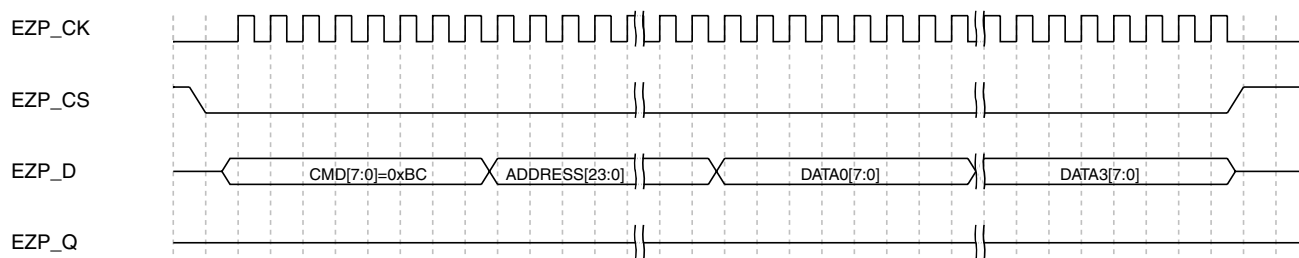 EZP_CK
EZP_CS
EZP_D CMD[7:0]=0xBC ADDRESS[23:0] DATA0[7:0] DATA3[7:0]
EZP_Q